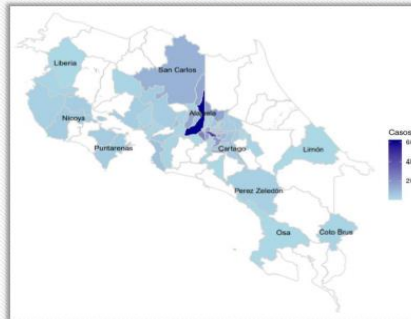 Liberia
San Carlos
Alajuela
Nicoya
Puntarenas
Cartago
Limón
Perez Zeledón
Osa
Coto Brus
Casos